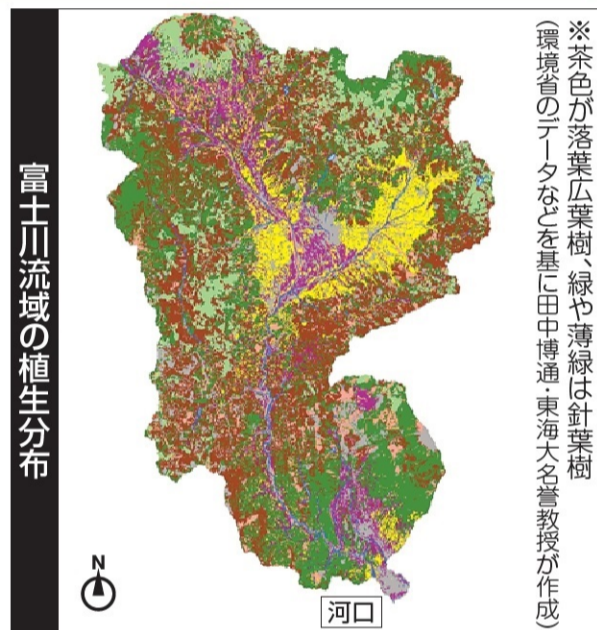 ※茶色が落葉広葉樹、緑や薄緑は針葉樹
(環境省のデータなどを基に田中博通・東海大名誉教授が作成)
富士川流域の植生分布
N
河口